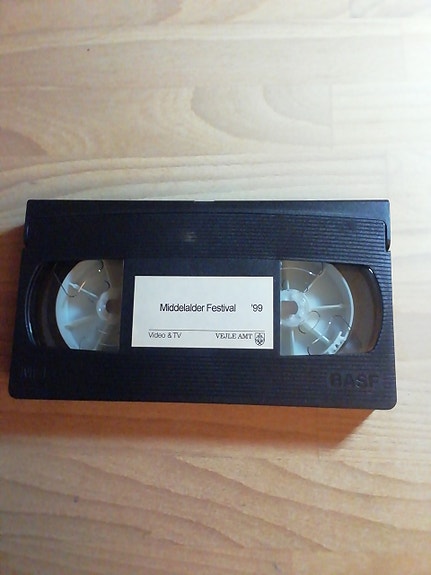 Middelalder Festival '99
Video & TV VEJLE AMT
BASF